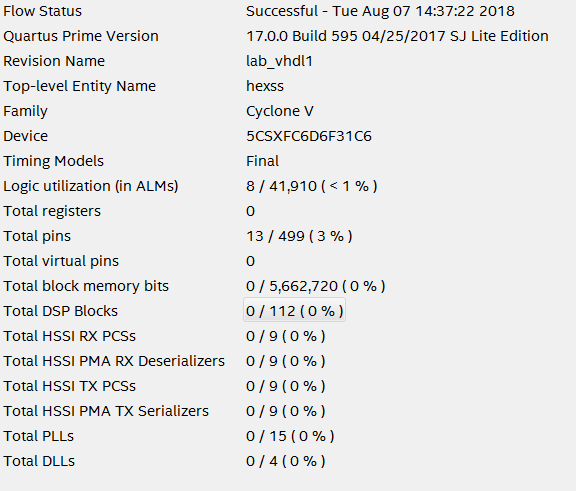 Flow Status Successful - Tue Aug 07 14:37:22 2018
Quartus Prime Version 17.0.0 Build 595 04/25/2017 SJ Lite Edition
Revision Name lab_vhdl1
Top-level Entity Name hexss
Family Cyclone V
Device 5CSXFC6D6F31C6
Timing Models Final
Logic utilization (in ALMs) 8 / 41,910 ( < 1 % )
Total registers 0
Total pins 13 / 499 ( 3 % )
Total virtual pins 0
Total block memory bits 0 / 5,662,720 ( 0 % )
Total DSP Blocks 0 / 112 ( 0 % )
Total HSSI RX PCSs 0 / 9 ( 0 % )
Total HSSI PMA RX Deserializers 0 / 9 ( 0 % )
Total HSSI TX PCSs 0 / 9 ( 0 % )
Total HSSI PMA TX Serializers 0 / 9 ( 0 % )
Total PLLs 0 / 15 ( 0 % )
Total DLLs 0 / 4 ( 0 % )